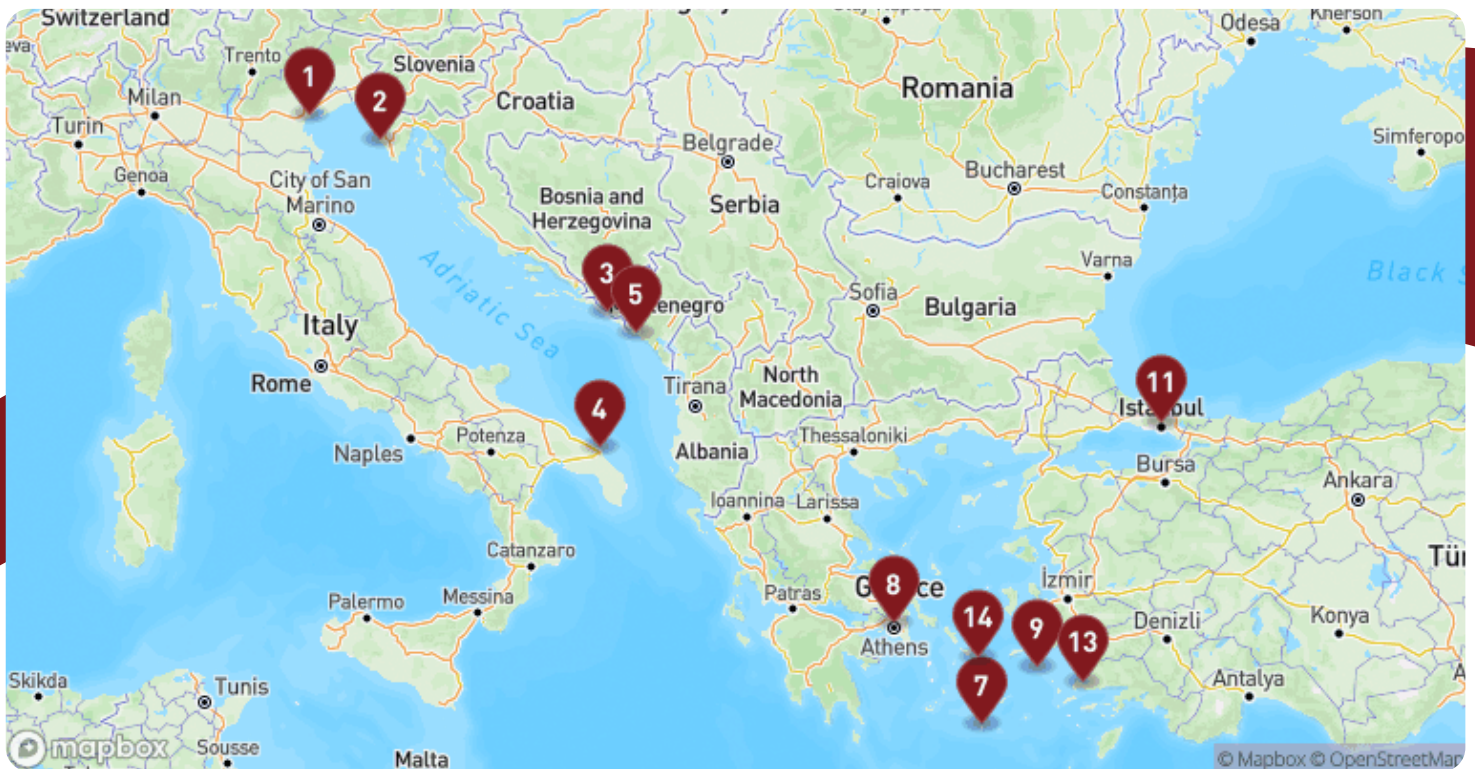 Switzerland
Odesa
Kherson
eva
Trento
Slovenia
1
2
Milan
Croatia
Romania
Turin
Belgrade
Simferopo
Genoa
City of San
Marino
Bosnia and
Herzegovina
Serbia
Craiova
Bucharest
Constanța
Adriatic Sea
3
5
tenegro
Varna
Black S
Sofia
Bulgaria
Italy
Rome
Tirana
North
Macedonia
11
Istanbul
4
Naples
Potenza
Albania
Thessaloniki
Bursa
Ankara
Ioannina
Larissa
Catanzaro
Tür
8
Greece
İzmir
Palermo
Messina
Patras
14
9
13
Athens
Denizli
Konya
Skikda
Tunis
7
Antalya
A
mapbox
Sousse
Malta
© Mapbox © OpenStreetMap